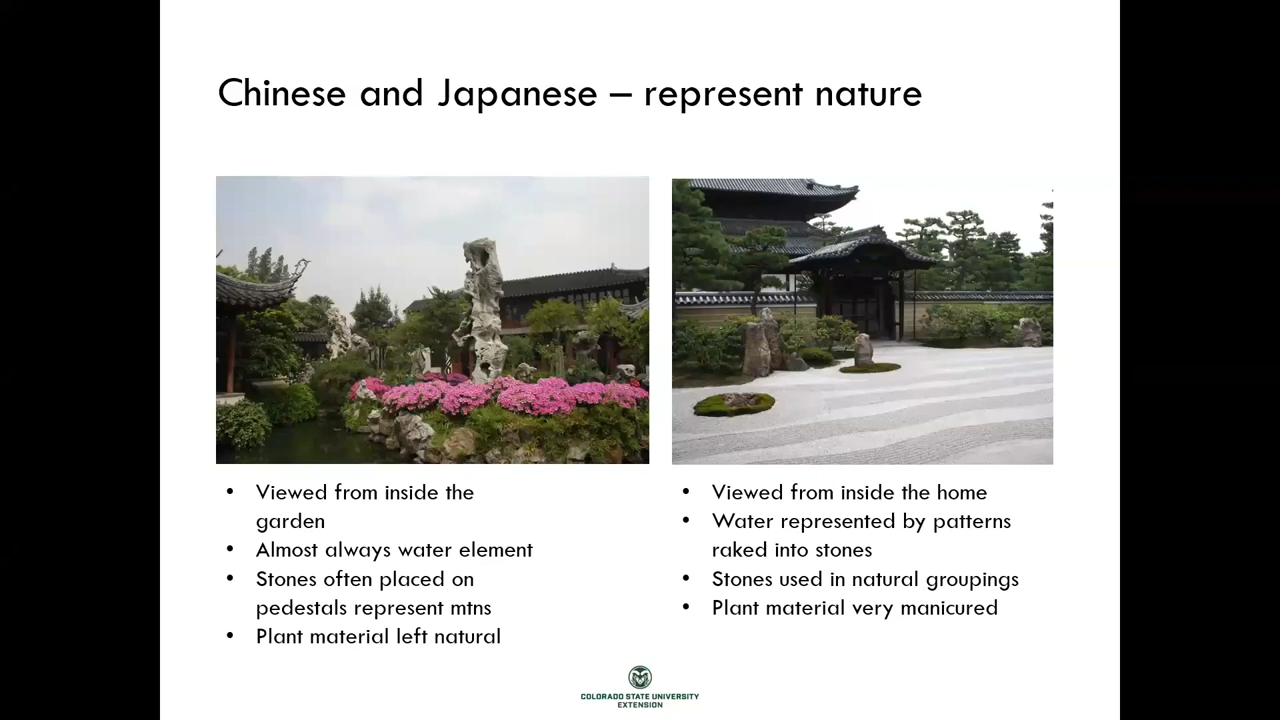 Chinese and Japanese – represent nature
• Viewed from inside the
garden
• Almost always water element
• Stones often placed on
pedestals represent mtns
• Plant material left natural
• Viewed from inside the home
• Water represented by patterns
raked into stones
• Stones used in natural groupings
• Plant material very manicured
COLORADO STATE UNIVERSITY
EXTENSION